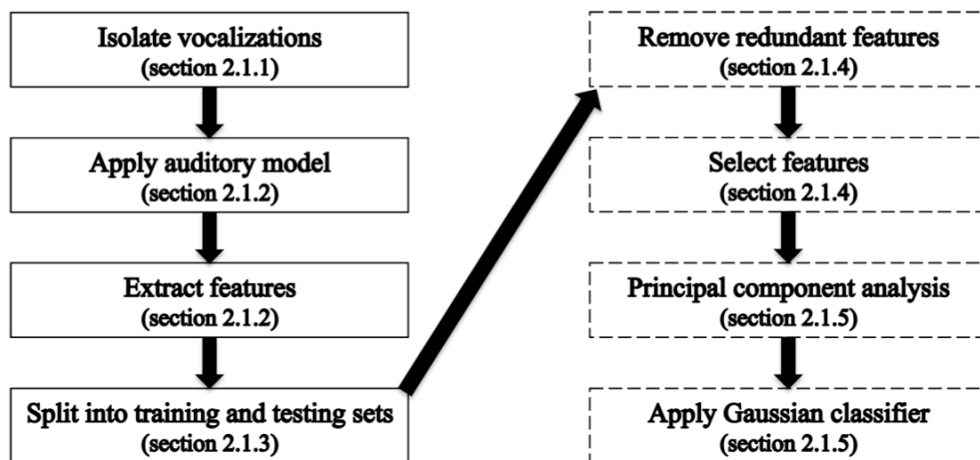 Isolate vocalizations
(section 2.1.1)
Apply auditory model
(section 2.1.2)
Extract features
(section 2.1.2)
Split into training and testing sets
(section 2.1.3)
Remove redundant features
(section 2.1.4)
Select features
(section 2.1.4)
Principal component analysis
(section 2.1.5)
Apply Gaussian classifier
(section 2.1.5)